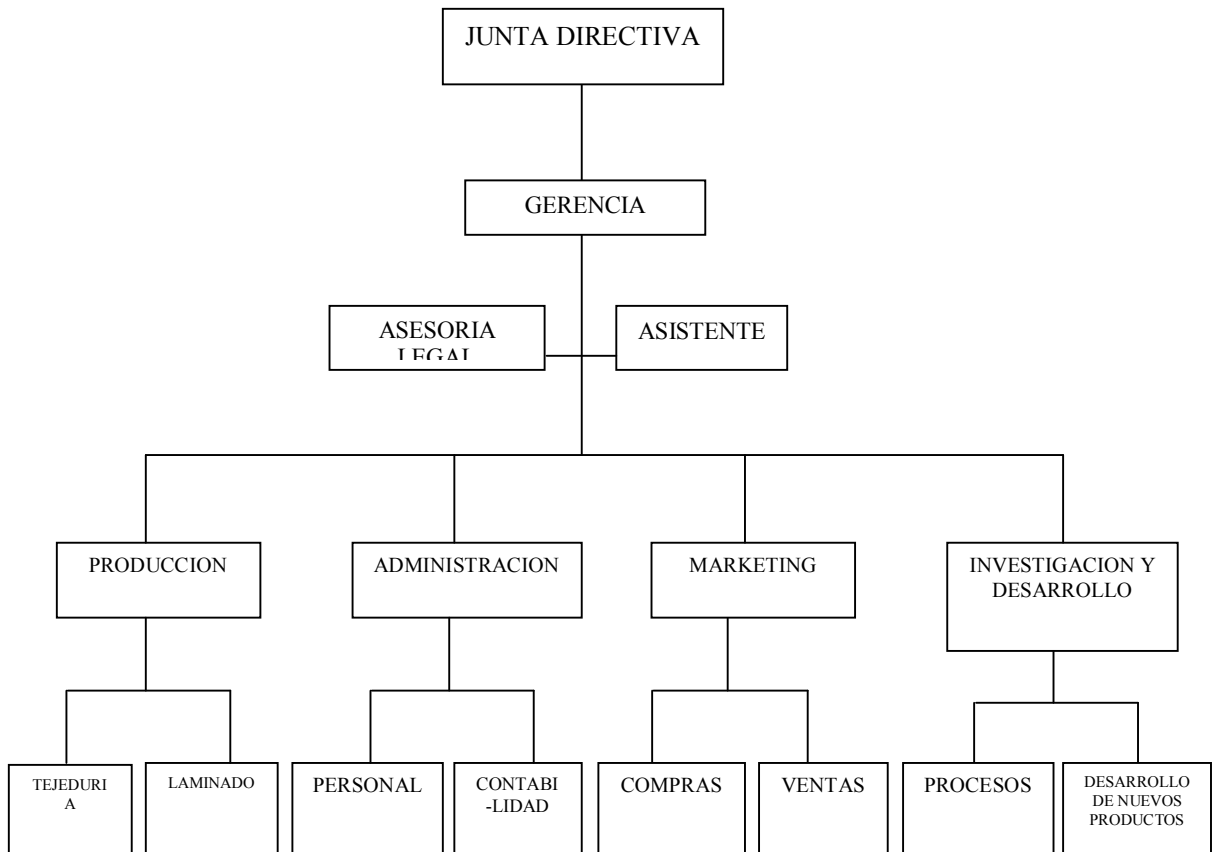 JUNTA DIRECTIVA
GERENCIA
ASESORIA
LEGAL
ASISTENTE
PRODUCCION
ADMINISTRACION
MARKETING
INVESTIGACION Y
DESARROLLO
TEJEDURI
A
LAMINADO
PERSONAL
CONTABI
-LIDAD
COMPRAS
VENTAS
PROCESOS
DESARROLLO
DE NUEVOS
PRODUCTOS